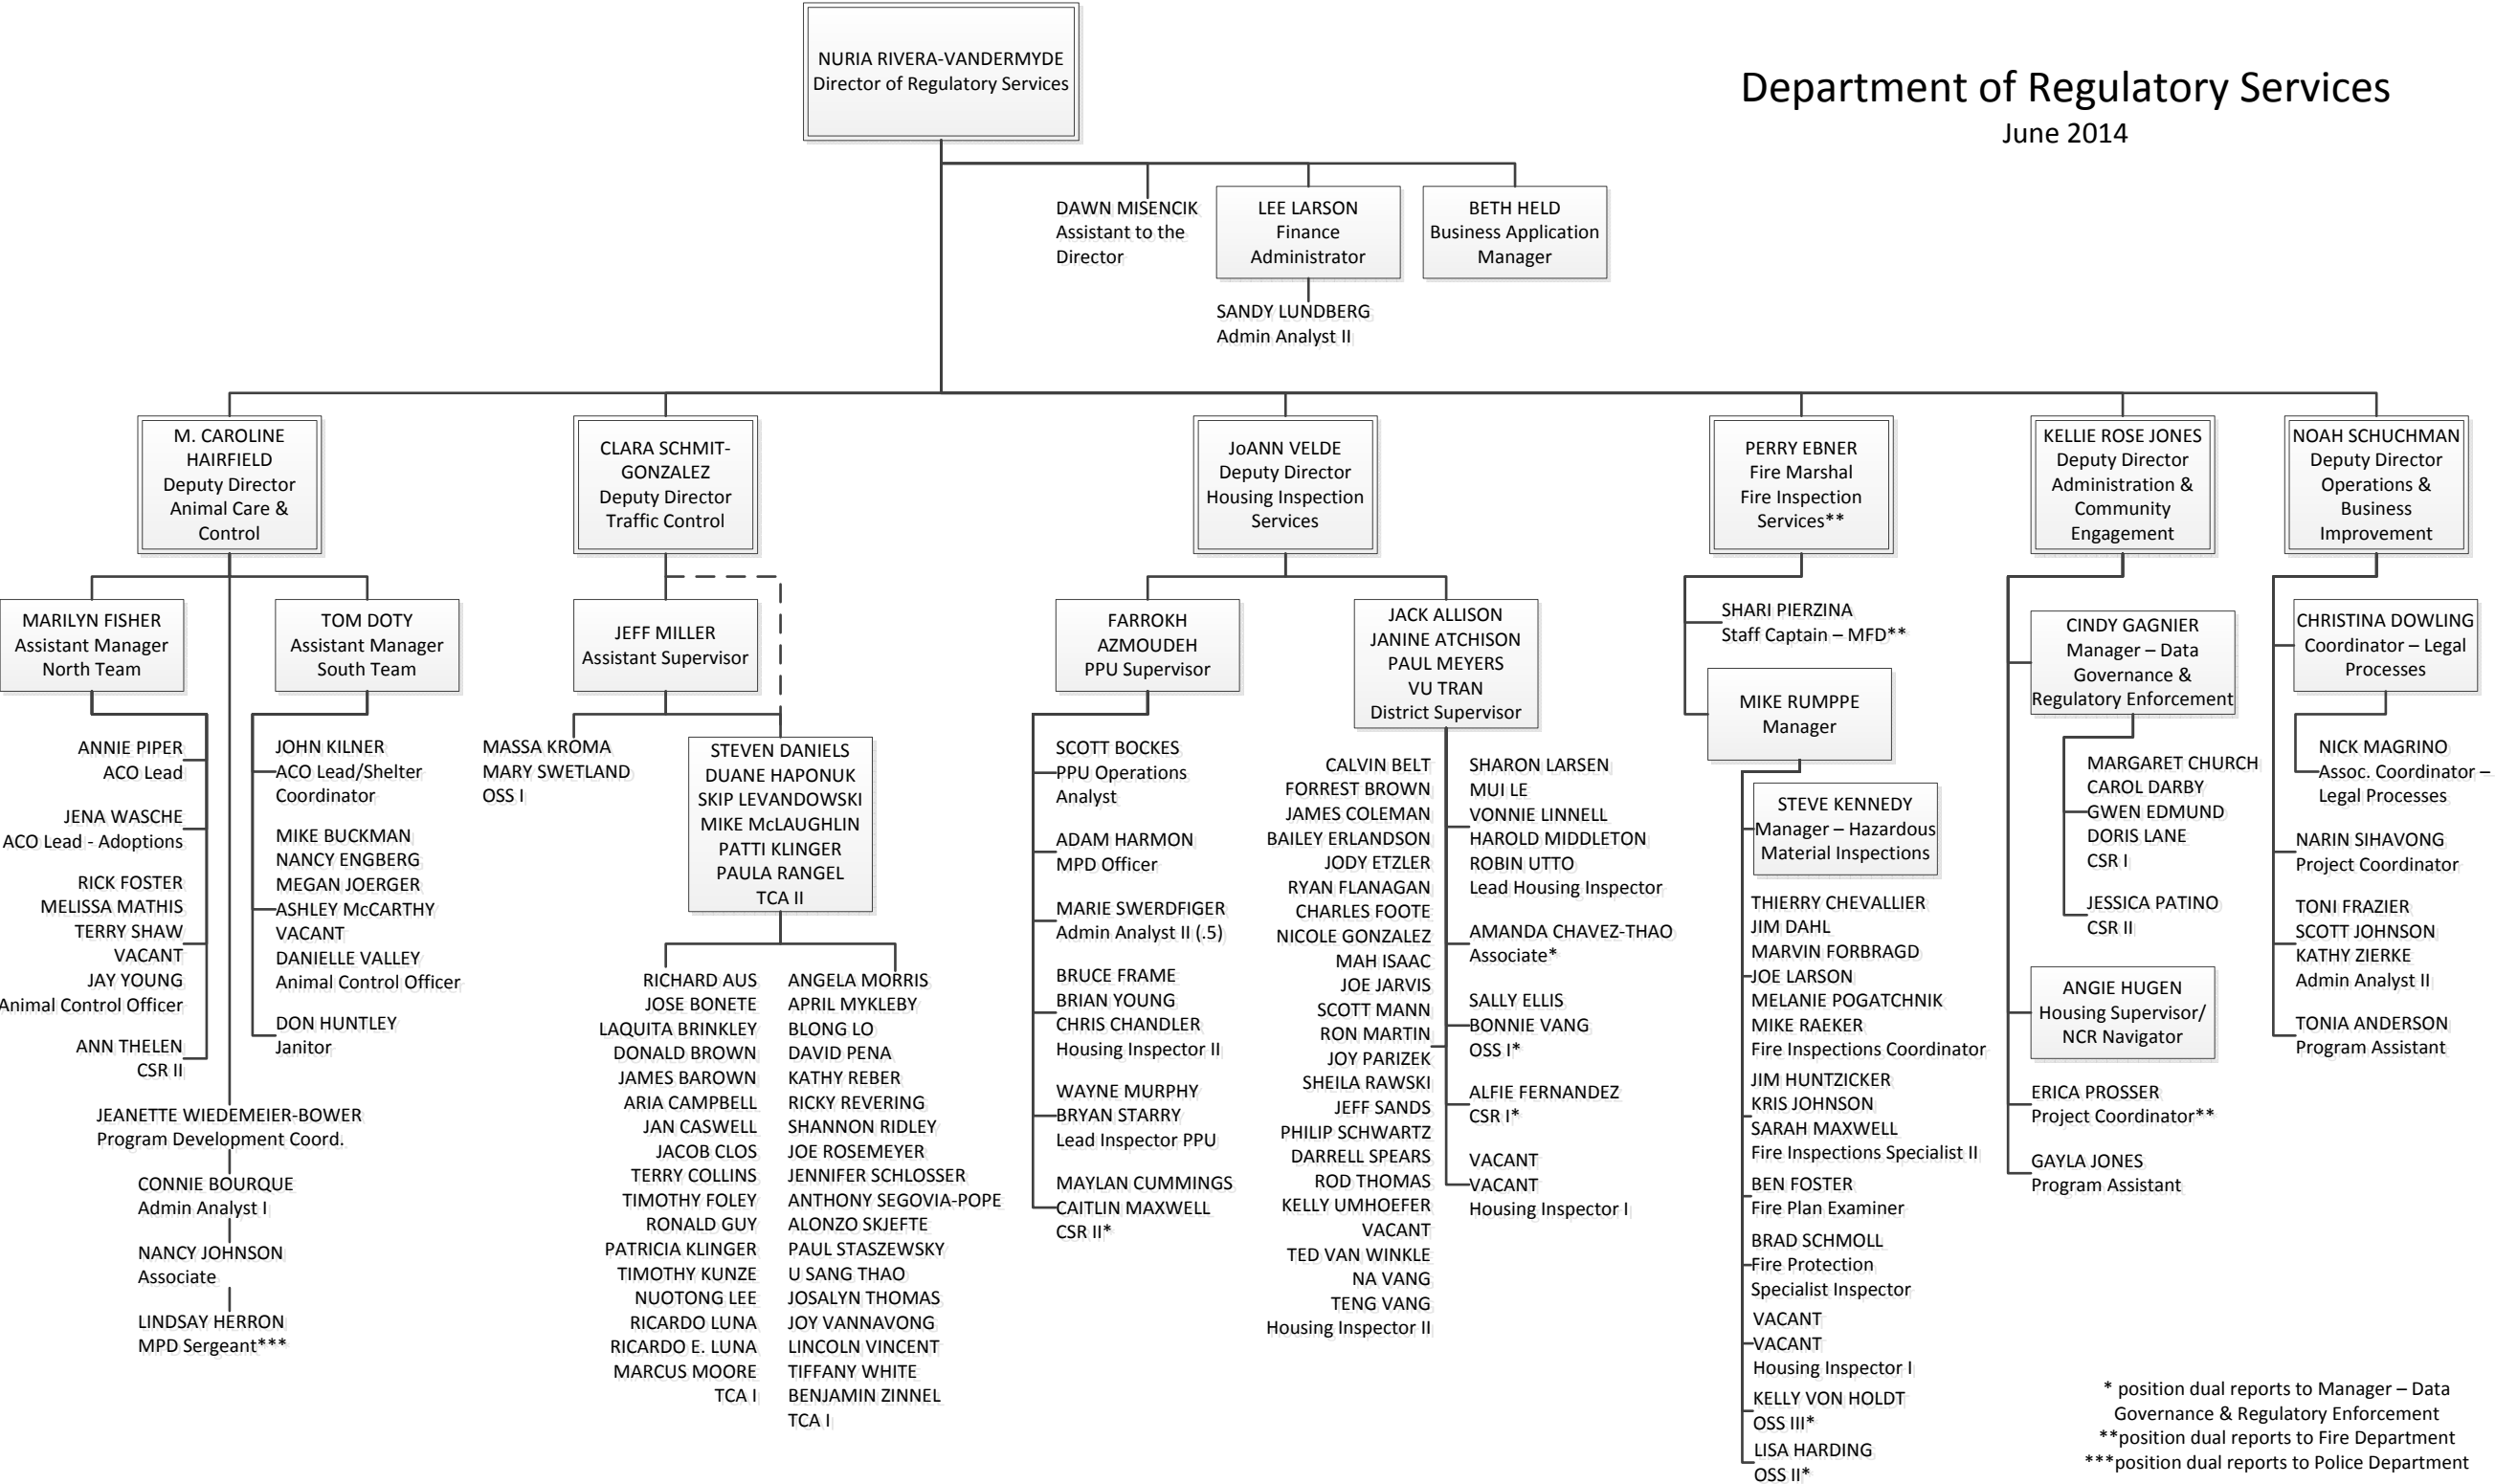 Department of Regulatory Services
June 2014
NURIA RIVERA-VANDERMYDE
Director of Regulatory Services
DAWN MISENCIK
Assistant to the
Director
LEE LARSON
Finance
Administrator
BETH HELD
Business Application
Manager
SANDY LUNDBERG
Admin Analyst II
M. CAROLINE
HAIRFIELD
Deputy Director
Animal Care &
Control
MARILYN FISHER
Assistant Manager
North Team
ANNIE PIPER
ACO Lead
JENA WASCHE
ACO Lead - Adoptions
RICK FOSTER
MELISSA MATHIS
TERRY SHAW
VACANT
JAY YOUNG
Animal Control Officer
ANN THELEN
CSR II
TOM DOTY
Assistant Manager
South Team
JOHN KILNER
ACO Lead/Shelter
Coordinator
MIKE BUCKMAN
NANCY ENGBERG
MEGAN JOERGER
ASHLEY McCARTHY
VACANT
DANIELLE VALLEY
Animal Control Officer
DON HUNTLEY
Janitor
JEANETTE WIEDEMEIER-BOWER
Program Development Coord.
CONNIE BOURQUE
Admin Analyst I
NANCY JOHNSON
Associate
LINDSAY HERRON
MPD Sergeant***
CLARA SCHMIT-
GONZALEZ
Deputy Director
Traffic Control
JEFF MILLER
Assistant Supervisor
MASSA KROMA
MARY SWETLAND
OSS I
STEVEN DANIELS
DUANE HAPONUK
SKIP LEVANDOWSKI
MIKE McLAUGHLIN
PATTI KLINGER
PAULA RANGEL
TCA II
RICHARD AUS
JOSE BONETE
LAQUITA BRINKLEY
DONALD BROWN
JAMES BAROWN
ARIA CAMPBELL
JAN CASWELL
JACOB CLOS
TERRY COLLINS
TIMOTHY FOLEY
RONALD GUY
PATRICIA KLINGER
TIMOTHY KUNZE
NUOTONG LEE
RICARDO LUNA
RICARDO E. LUNA
MARCUS MOORE
TCA I
ANGELA MORRIS
APRIL MYKLEBY
BLONG LO
DAVID PENA
KATHY REBER
RICKY REVERING
SHANNON RIDLEY
JOE ROSEMEYER
JENNIFER SCHLOSSER
ANTHONY SEGOVIA-POPE
ALONZO SKJEFTE
PAUL STASZEWSKY
U SANG THAO
JOSALYN THOMAS
JOY VANNAVONG
LINCOLN VINCENT
TIFFANY WHITE
BENJAMIN ZINNEL
TCA I
JoANN VELDE
Deputy Director
Housing Inspection
Services
FARROKH
AZMOUDEH
PPU Supervisor
SCOTT BOCKES
PPU Operations
Analyst
ADAM HARMON
MPD Officer
MARIE SWERDFIGER
Admin Analyst II (.5)
BRUCE FRAME
BRIAN YOUNG
CHRIS CHANDLER
Housing Inspector II
WAYNE MURPHY
BRYAN STARRY
Lead Inspector PPU
MAYLAN CUMMINGS
CAITLIN MAXWELL
CSR II*
JACK ALLISON
JANINE ATCHISON
PAUL MEYERS
VU TRAN
District Supervisor
CALVIN BELT
FORREST BROWN
JAMES COLEMAN
BAILEY ERLANDSON
JODY ETZLER
RYAN FLANAGAN
CHARLES FOOTE
NICOLE GONZALEZ
MAH ISAAC
JOE JARVIS
SCOTT MANN
RON MARTIN
JOY PARIZEK
SHEILA RAWSKI
JEFF SANDS
PHILIP SCHWARTZ
DARRELL SPEARS
ROD THOMAS
KELLY UMHOEFER
VACANT
TED VAN WINKLE
NA VANG
TENG VANG
Housing Inspector II
SHARON LARSEN
MUI LE
VONNIE LINNELL
HAROLD MIDDLETON
ROBIN UTTO
Lead Housing Inspector
AMANDA CHAVEZ-THAO
Associate*
SALLY ELLIS
BONNIE VANG
OSS I*
ALFIE FERNANDEZ
CSR I*
VACANT
VACANT
Housing Inspector I
PERRY EBNER
Fire Marshal
Fire Inspection
Services**
SHARI PIERZINA
Staff Captain – MFD**
MIKE RUMPPE
Manager
STEVE KENNEDY
Manager – Hazardous
Material Inspections
THIERRY CHEVALLIER
JIM DAHL
MARVIN FORBRAGD
JOE LARSON
MELANIE POGATCHNIK
MIKE RAEKER
Fire Inspections Coordinator
JIM HUNTZICKER
KRIS JOHNSON
SARAH MAXWELL
Fire Inspections Specialist II
BEN FOSTER
Fire Plan Examiner
BRAD SCHMOLL
Fire Protection
Specialist Inspector
VACANT
VACANT
Housing Inspector I
KELLY VON HOLDT
OSS III*
LISA HARDING
OSS II*
KELLIE ROSE JONES
Deputy Director
Administration &
Community
Engagement
CINDY GAGNIER
Manager – Data
Governance &
Regulatory Enforcement
MARGARET CHURCH
CAROL DARBY
GWEN EDMUND
DORIS LANE
CSR I
JESSICA PATINO
CSR II
ANGIE HUGEN
Housing Supervisor/
NCR Navigator
ERICA PROSSER
Project Coordinator**
GAYLA JONES
Program Assistant
NOAH SCHUCHMAN
Deputy Director
Operations &
Business
Improvement
CHRISTINA DOWLING
Coordinator – Legal
Processes
NICK MAGRINO
Assoc. Coordinator –
Legal Processes
NARIN SIHAVONG
Project Coordinator
TONI FRAZIER
SCOTT JOHNSON
KATHY ZIERKE
Admin Analyst II
TONIA ANDERSON
Program Assistant
* position dual reports to Manager – Data
Governance & Regulatory Enforcement
**position dual reports to Fire Department
***position dual reports to Police Department